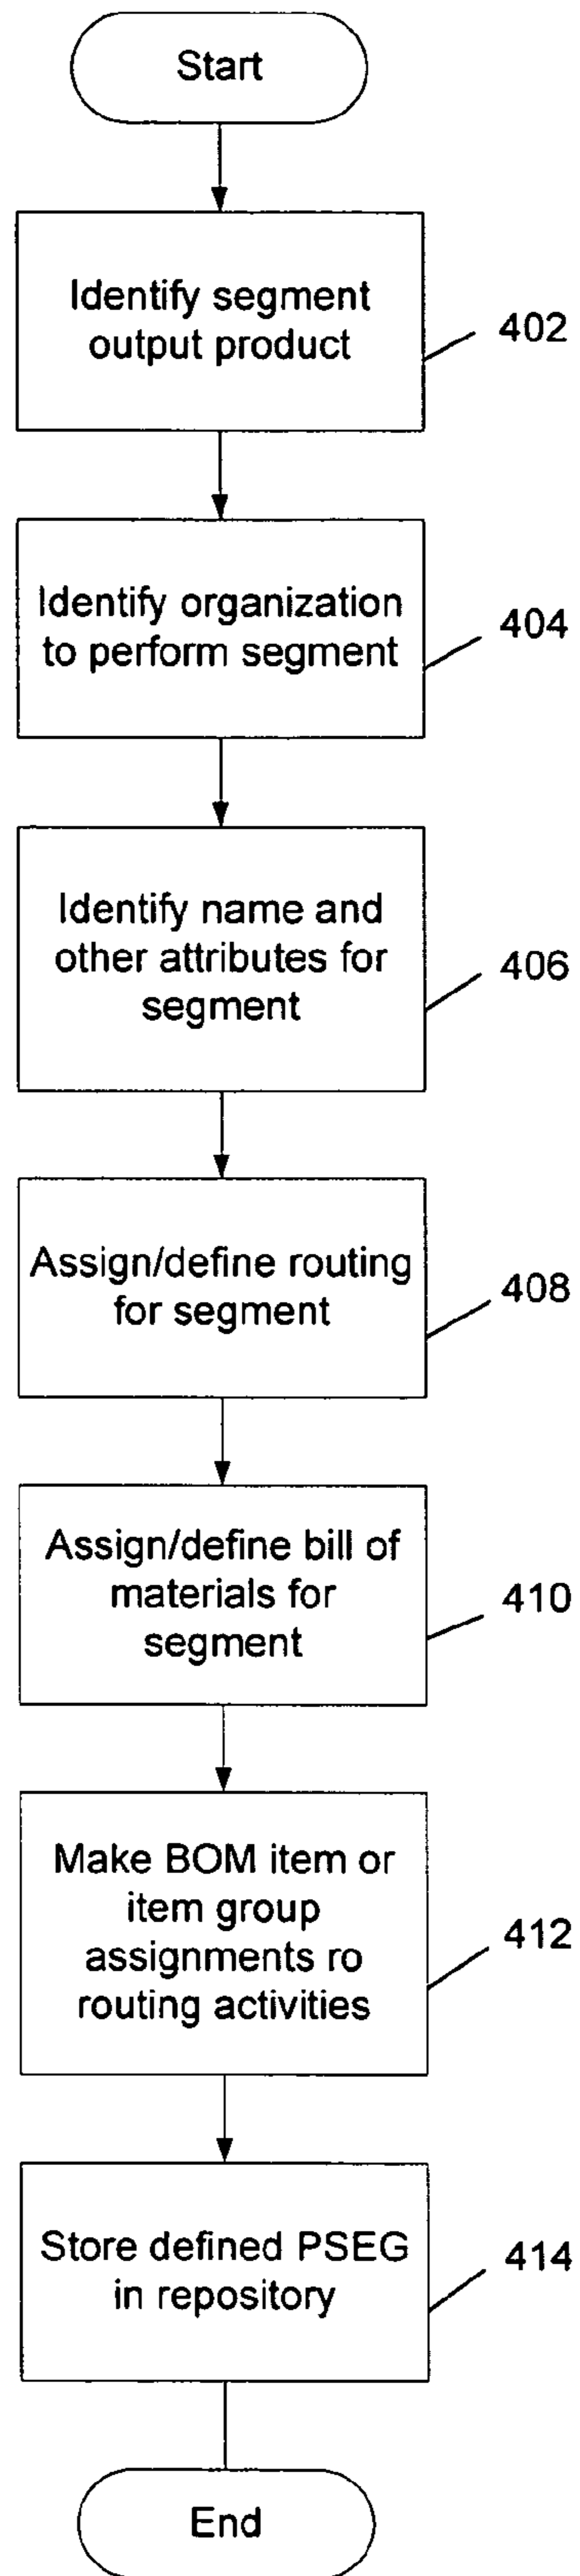 Start
Identify segment
output product
402
Identify organization
to perform segment
404
Identify name and
other attributes for
segment
406
Assign/define routing
for segment
408
Assign/define bill of
materials for
segment
410
Make BOM item or
item group
assignments ro
routing activities
412
Store defined PSEG
in repository
414
End